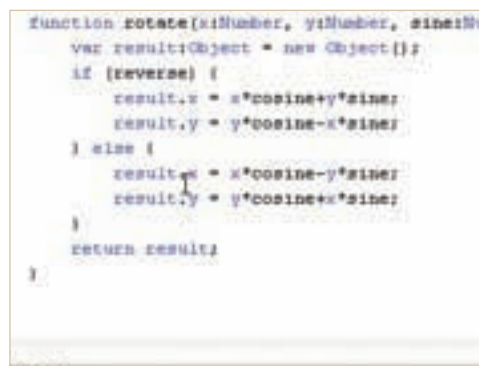 function rotate(x:Number, y:Number, sine:Nu
var result:Object = new Object();
if (reverse) {
result.x = x*cosine+y*sine;
result.y = y*cosine-x*sine;
} else {
result.x = x*cosine-y*sine;
result.y = y*cosine+x*sine;
}
return result;
}